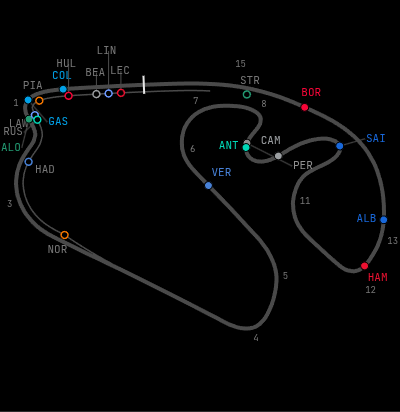 LIN
HUL
15
BEA LEC
COL
STR
PIA
BOR
7
1
8
LAW
GAS
RUS
SAI
CAM
ALO
ANT
6
PER
HAD
VER
11
3
ALB
13
NOR
5
HAM
12
4